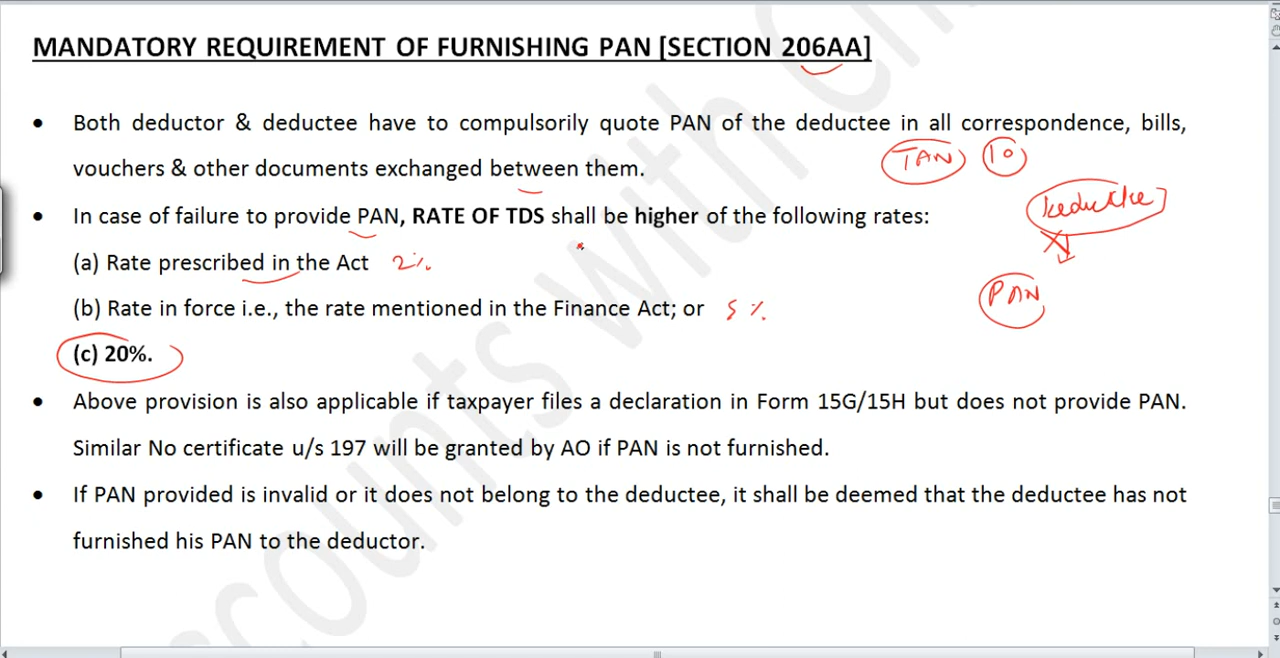 MANDATORY REQUIREMENT OF FURNISHING PAN [SECTION 206AA]
• Both deductor & deductee have to compulsorily quote PAN of the deductee in all correspondence, bills,
vouchers & other documents exchanged between them.
TAN 10
• In case of failure to provide PAN, RATE OF TDS shall be higher of the following rates:
deductee
(a) Rate prescribed in the Act 2%
(b) Rate in force i.e., the rate mentioned in the Finance Act; or 5%
PAN
(c) 20%.
• Above provision is also applicable if taxpayer files a declaration in Form 15G/15H but does not provide PAN.
Similar No certificate u/s 197 will be granted by AO if PAN is not furnished.
• If PAN provided is invalid or it does not belong to the deductee, it shall be deemed that the deductee has not
furnished his PAN to the deductor.